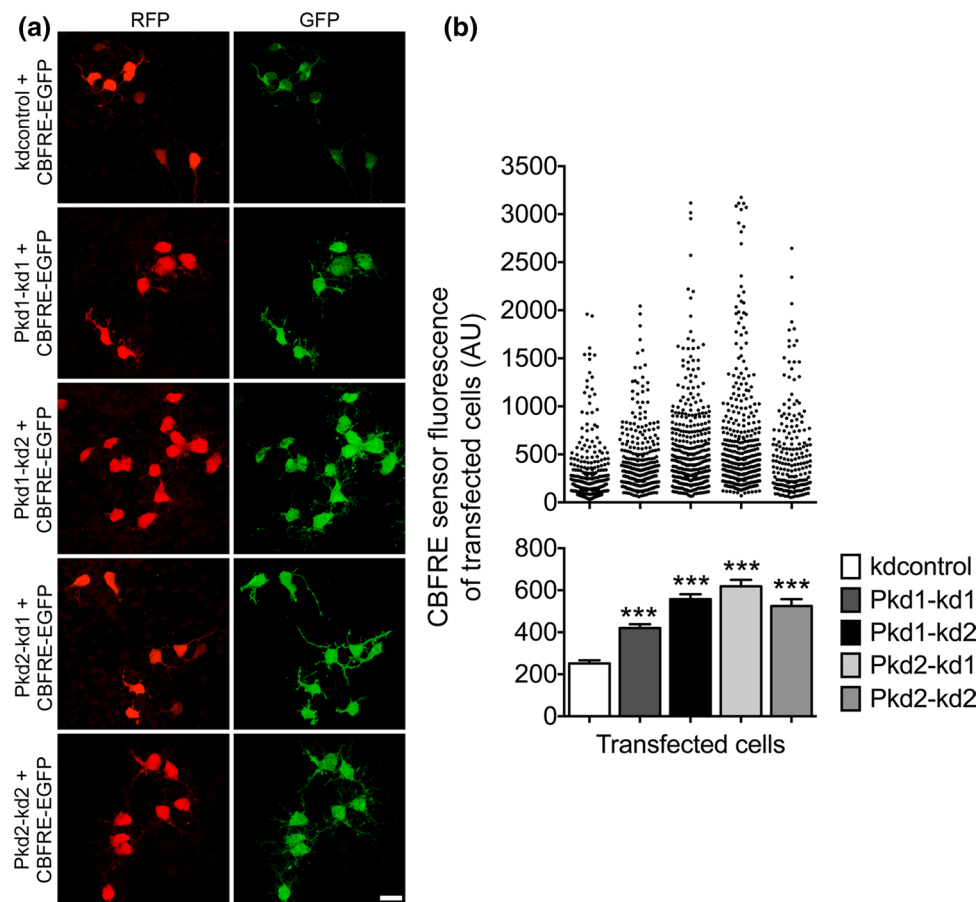 (a)
RFP
GFP
kdcontrol +
CBFRE-EGFP
Pkd1-kd1 +
CBFRE-EGFP
Pkd1-kd2 +
CBFRE-EGFP
Pkd2-kd1 +
CBFRE-EGFP
Pkd2-kd2 +
CBFRE-EGFP
(b)
CBFRE sensor fluorescence
of transfected cells (AU)
3500
3000
2500
2000
1500
1000
500
0
800
600
400
200
0
***
***
***
***
Transfected cells
kdcontrol
Pkd1-kd1
Pkd1-kd2
Pkd2-kd1
Pkd2-kd2